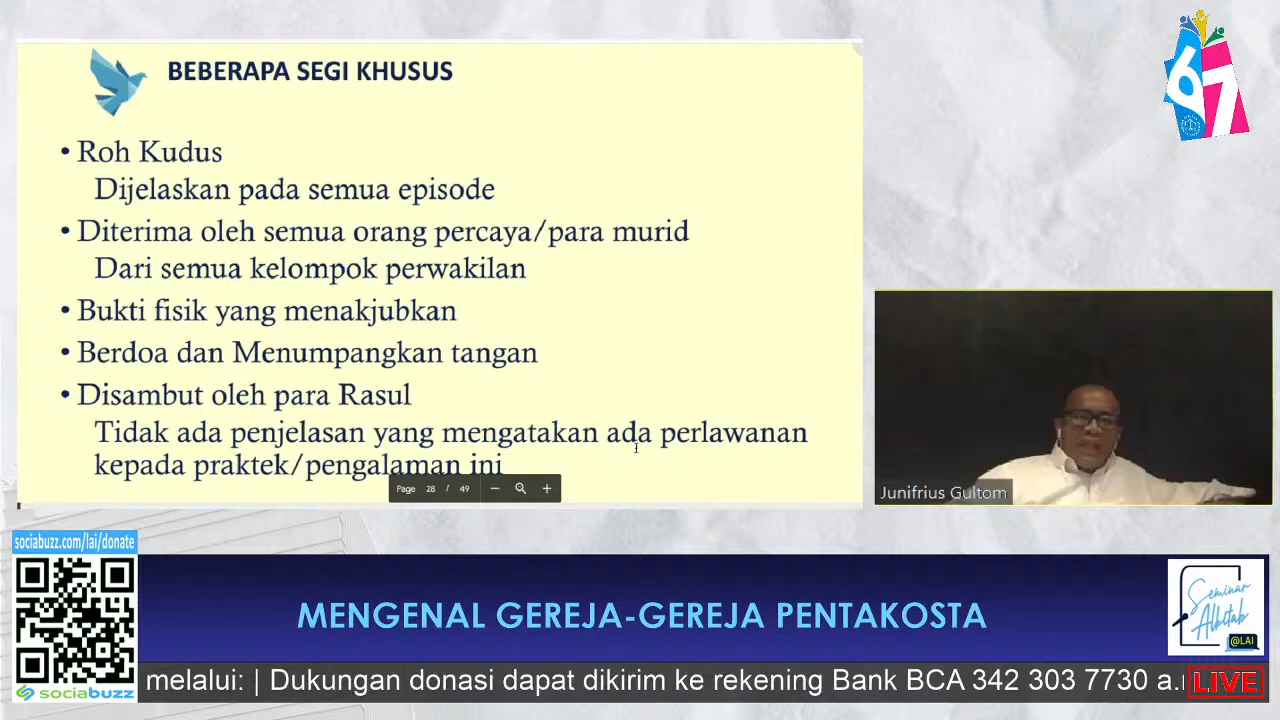 BEBERAPA SEGI KHUSUS
• Roh Kudus
Dijelaskan pada semua episode
• Diterima oleh semua orang percaya/para murid
Dari semua kelompok perwakilan
• Bukti fisik yang menakjubkan
• Berdoa dan Menumpangkan tangan
• Disambut oleh para Rasul
Tidak ada penjelasan yang mengatakan ada perlawanan
kepada praktek/pengalaman ini
Page 28 / 49
67
Junifrius Gultom
sociabuzz.com/lai/donate
sociabuzz
MENGENAL GEREJA-GEREJA PENTAKOSTA
Seminar
Alkitab
@LAI
melalui: | Dukungan donasi dapat dikirim ke rekening Bank BCA 342 303 7730 a.
LIVE